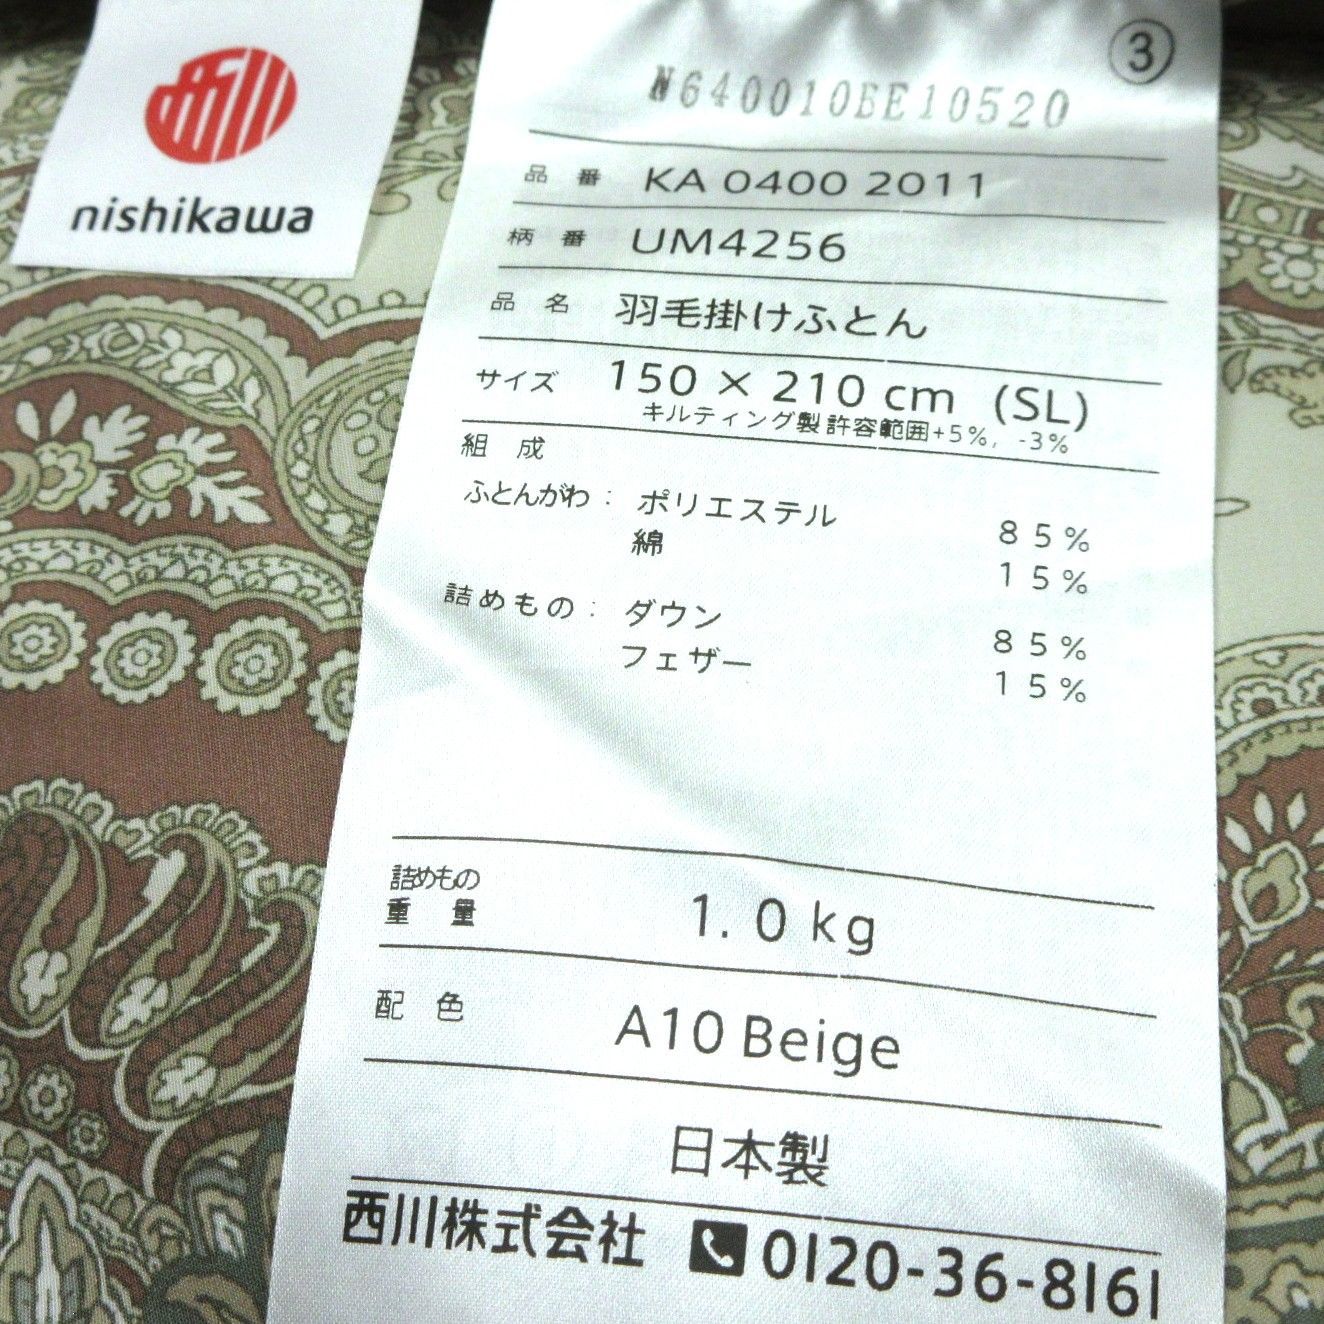 nishikawa
③
N640010BE10520
品番 KA 0400 2011
柄番 UM4256
品名 羽毛掛けふとん
サイズ 150 × 210 cm (SL)
キルティング製 許容範囲+5%, -3%
組成
ふとんがわ : ポリエステル 85%
綿 15%
詰めもの : ダウン 85%
フェザー 15%
詰めもの
重量 1.0kg
配色 A10 Beige
日本製
西川株式会社 0120-36-8161